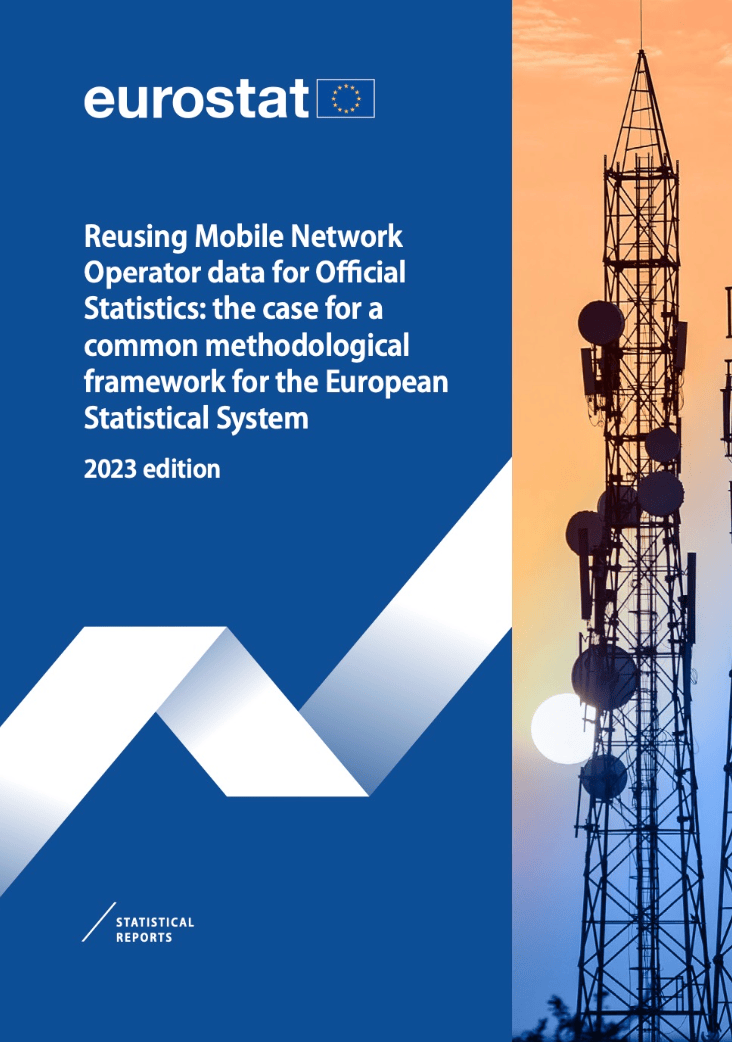 eurostat
Reusing Mobile Network
Operator data for Official
Statistics: the case for a
common methodological
framework for the European
Statistical System
2023 edition
STATISTICAL
REPORTS